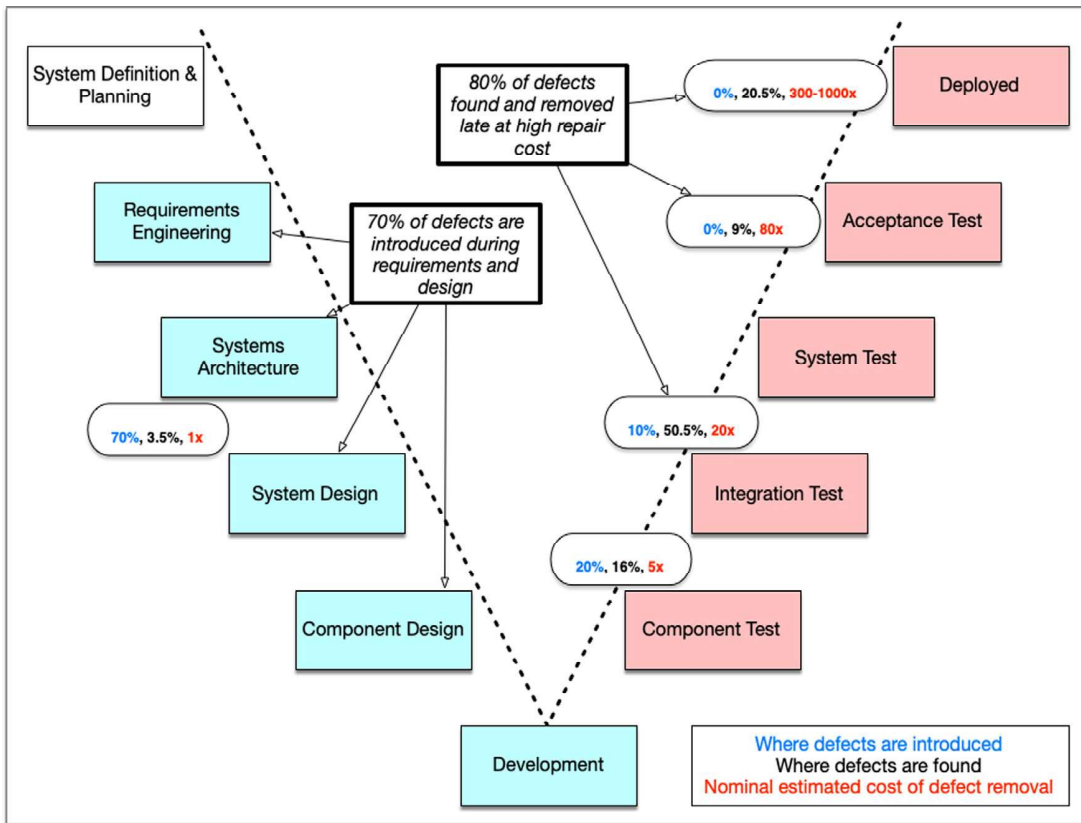 System Definition &
Planning
80% of defects
found and removed
late at high repair
cost
0%, 20.5%, 300-1000x
Deployed
Requirements
Engineering
70% of defects are
introduced during
requirements and
design
0%, 9%, 80x
Acceptance Test
Systems
Architecture
System Test
70%, 3.5%, 1x
10%, 50.5%, 20x
System Design
Integration Test
20%, 16%, 5x
Component Design
Component Test
Development
Where defects are introduced
Where defects are found
Nominal estimated cost of defect removal